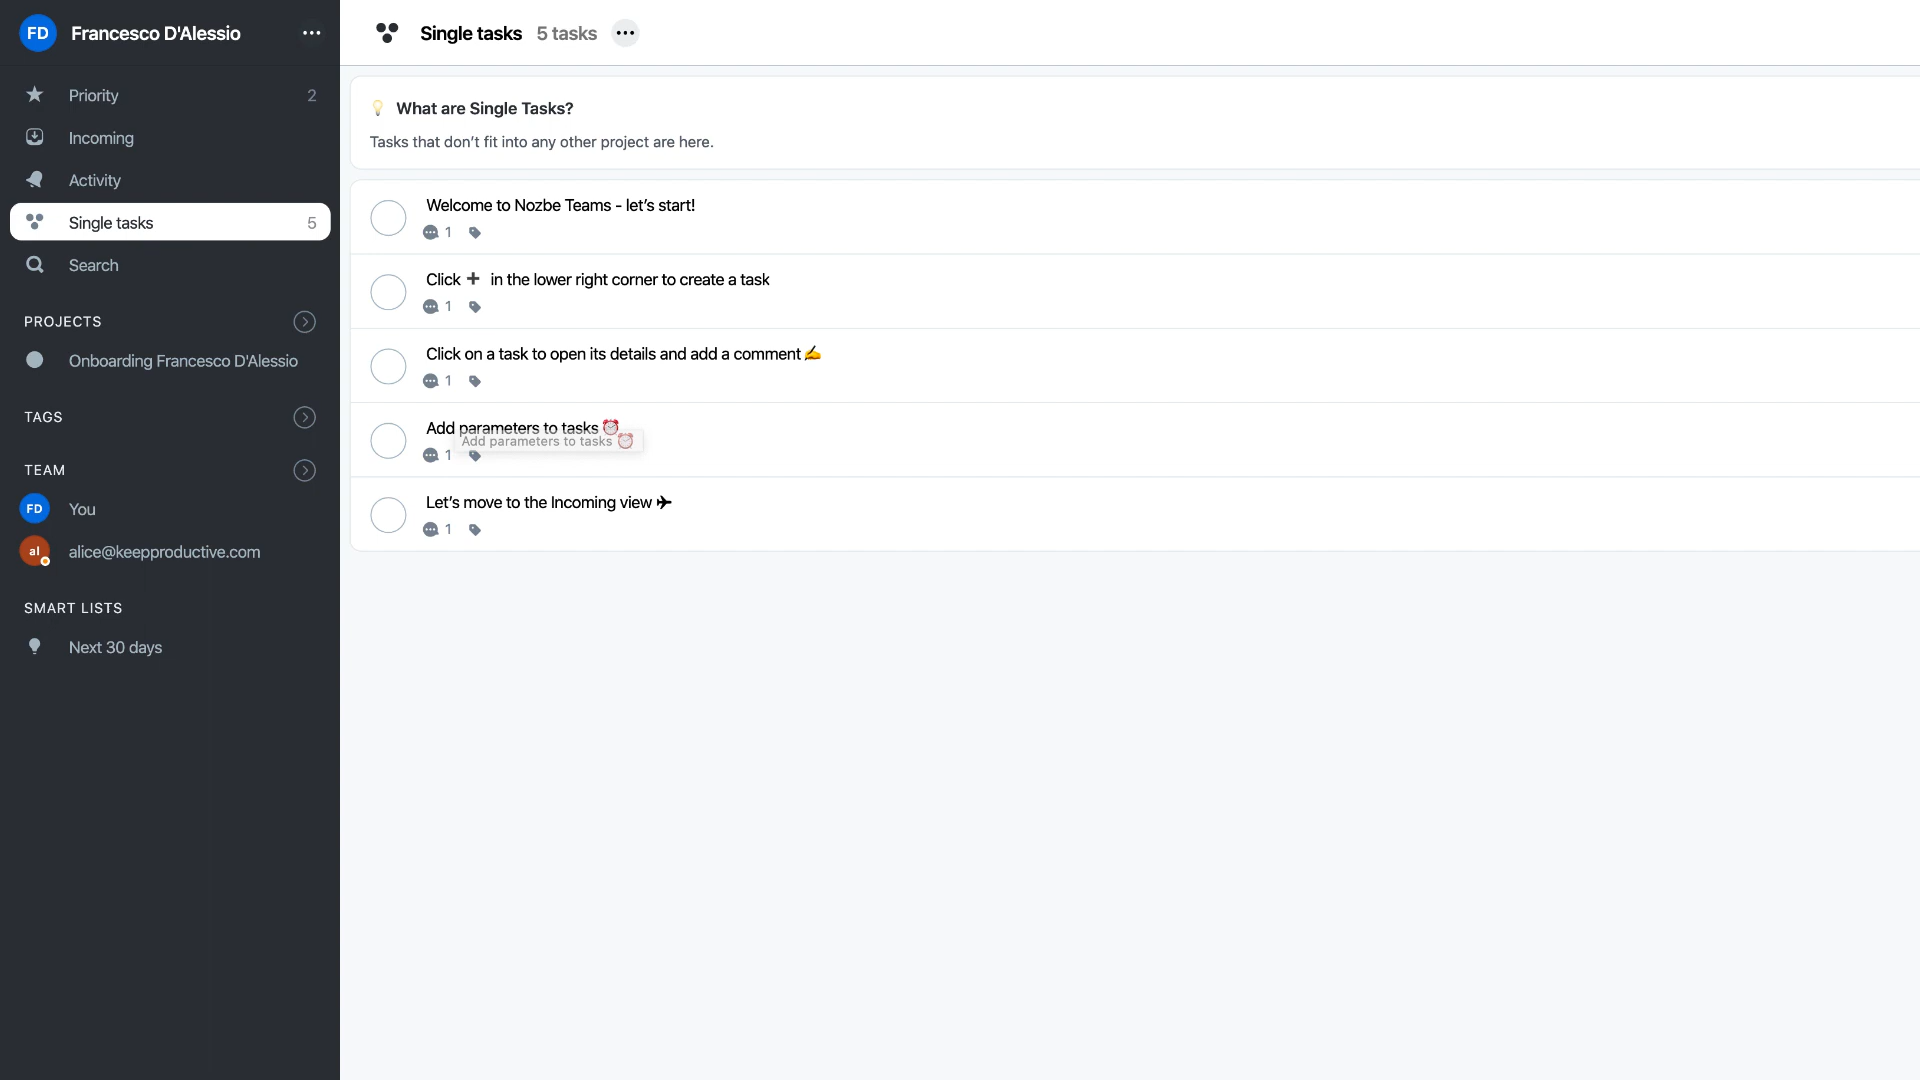 FD Francesco D'Alessio
Priority 2
Incoming
Activity
Single tasks 5
Search
PROJECTS
Onboarding Francesco D'Alessio
TAGS
TEAM
FD You
al alice@keepproductive.com
SMART LISTS
Next 30 days
Single tasks 5 tasks
💡 What are Single Tasks?
Tasks that don't fit into any other project are here.
Welcome to Nozbe Teams - let's start!
1
Click + in the lower right corner to create a task
1
Click on a task to open its details and add a comment ✍️
1
Add parameters to tasks ⏰
Add parameters to tasks ⏰
1
Let's move to the Incoming view ✈
1